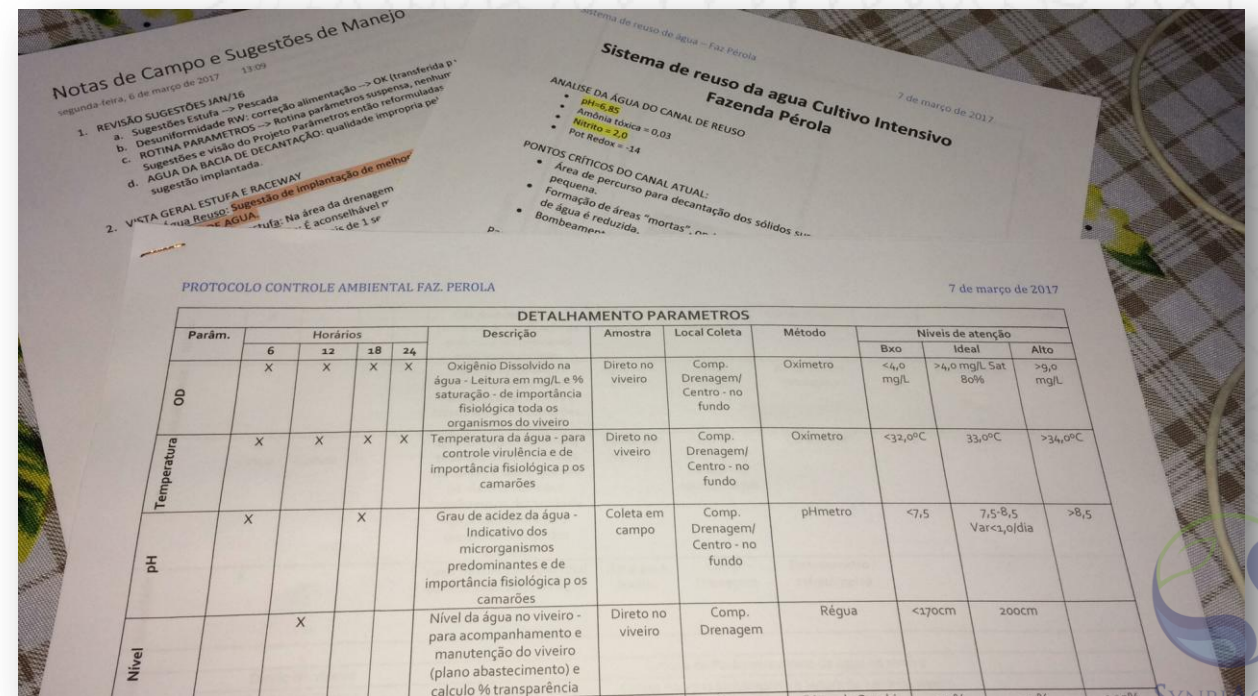 Notas de Campo e Sugestões de Manejo
segunda-feira, 6 de março de 2017 13:09
1. REVISÃO SUGESTÕES JAN/16
a. Sugestões Estufa --> Pescada
b. Desuniformidade RW: correção alimentação --> OK (transferida p
c. ROTINA PARAMETROS --> Rotina parâmetros suspensa, nenhum
Sugestões e visão do Projeto Parâmetros então reformuladas
d. AGUA DA BACIA DE DECANTAÇÃO: qualidade impropria pe
sugestão implantada.
2. VISTA GERAL ESTUFA E RACEWAY
Reuso: Sugestão de implantação de melhor
DE AGUA.
Na área da drenagem
É aconselhável
de 1
sistema de reuso de água – Faz Pérola
7 de março de 2017
Sistema de reuso da agua Cultivo Intensivo
Fazenda Pérola
ANALISE DA ÁGUA DO CANAL DE REUSO
• pH=6,85
• Amônia tóxica = 0,03
• Nitrito = 2,0
• Pot Redox = -14
PONTOS CRÍTICOS DO CANAL ATUAL:
• Área de percurso para decantação dos sólidos
pequena.
• Formação de áreas "mortas",
de água é reduzida.
• Bombeamen
PROTOCOLO CONTROLE AMBIENTAL FAZ. PEROLA 7 de março de 2017
DETALHAMENTO PARAMETROS
Parâm. Horários Descrição Amostra Local Coleta Método Níveis de atenção
6 12 18 24 Bxo Ideal Alto
OD X X X X Oxigênio Dissolvido na Direto no Comp. Oxímetro <4,0 >4,0 mg/L Sat >9,0
água - Leitura em mg/L e % viveiro Drenagem/ mg/L 80% mg/L
saturação - de importância Centro - no
fisiológica toda os fundo
organismos do viveiro
Temperatura X X X X Temperatura da água - para Direto no Comp. Oxímetro <32,0ºC 33,0ºC >34,0ºC
controle virulência e de viveiro Drenagem/
importância fisiológica p os Centro - no
camarões fundo
pH X X Grau de acidez da água - Coleta em Comp. pHmetro <7,5 7,5-8,5 >8,5
Indicativo dos campo Drenagem/ Var<1,0/dia
microrganismos Centro - no
predominantes e de fundo
importância fisiológica p os
camarões
Nível X Nível da água no viveiro - Direto no Comp. Régua <170cm 200cm
para acompanhamento e viveiro Drenagem
manutenção do viveiro
(plano abastecimento) e
calculo % transparência